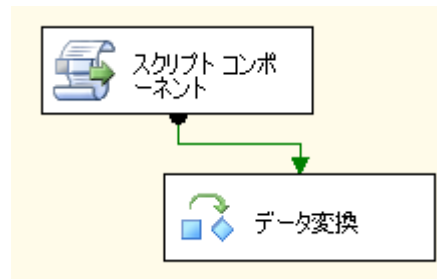 スクリプト コンポ
ーネント
データ変換